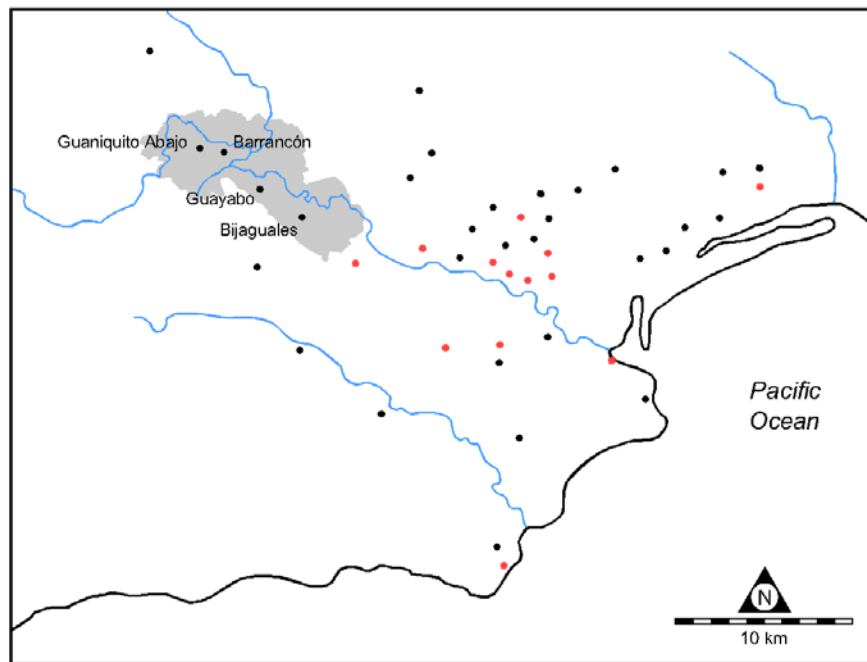 Guaniquito Abajo
Barrancón
Guayabo
Bijaguales
Pacific
Ocean
N
10 km